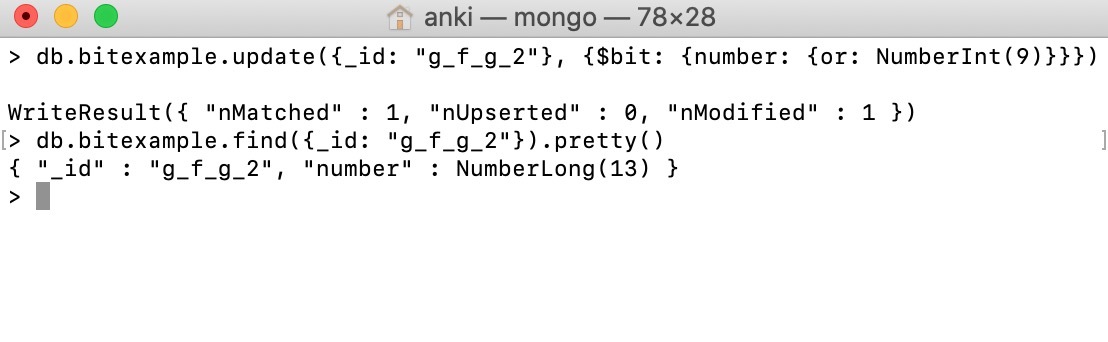 anki — mongo — 78×28
> db.bitexample.update({_id: "g_f_g_2"}, {$bit: {number: {or: NumberInt(9)}}})
WriteResult({ "nMatched" : 1, "nUpserted" : 0, "nModified" : 1 })
[> db.bitexample.find({_id: "g_f_g_2"}).pretty() ]
{ "_id" : "g_f_g_2", "number" : NumberLong(13) }
>